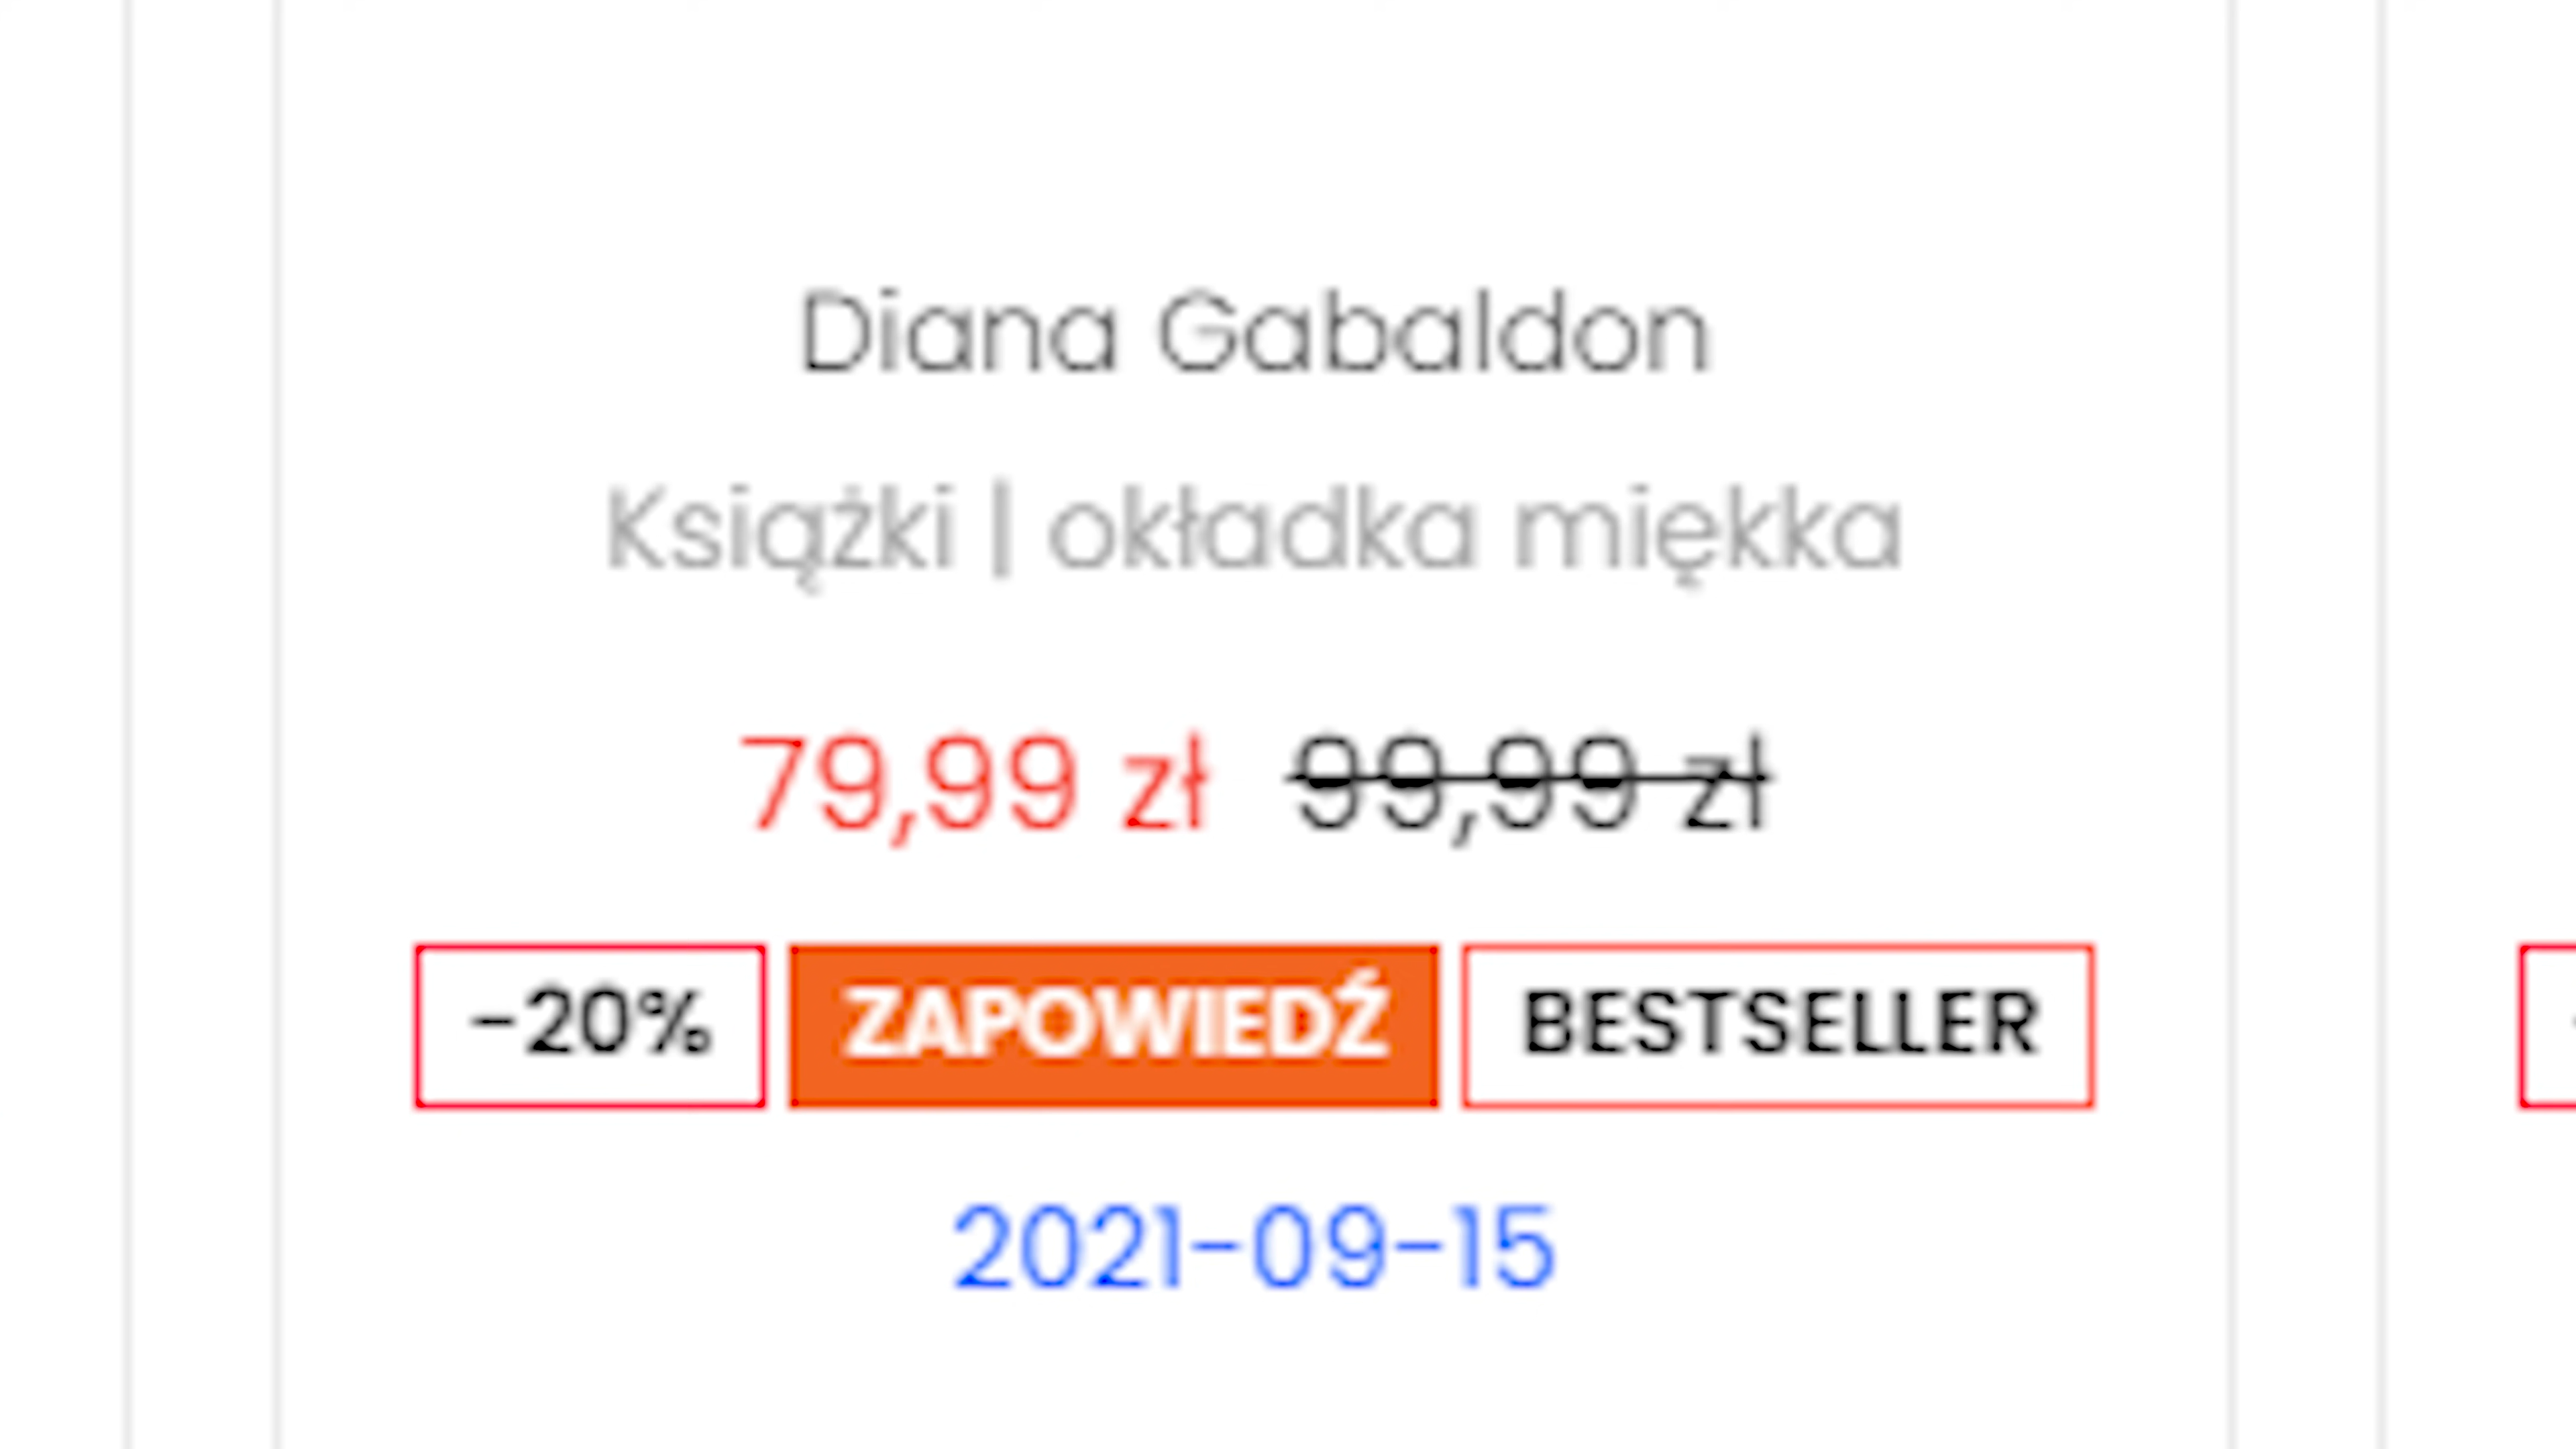 Diana Gabaldon
Książki | okładka miękka
79,99 zł 99,99 zł
-20% ZAPOWIEDŹ BESTSELLER
2021-09-15